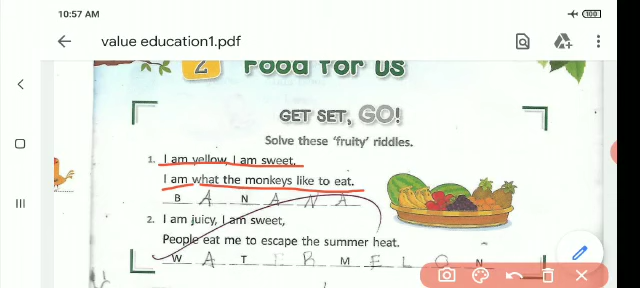 10:57 AM
100
value education1.pdf
2 Food for us
GET SET, GO!
Solve these ‘fruity’ riddles.
1. I am yellow, I am sweet,
I am what the monkeys like to eat.
B A N A N A
2. I am juicy, I am sweet,
People eat me to escape the summer heat.
W A T E R M E L O N